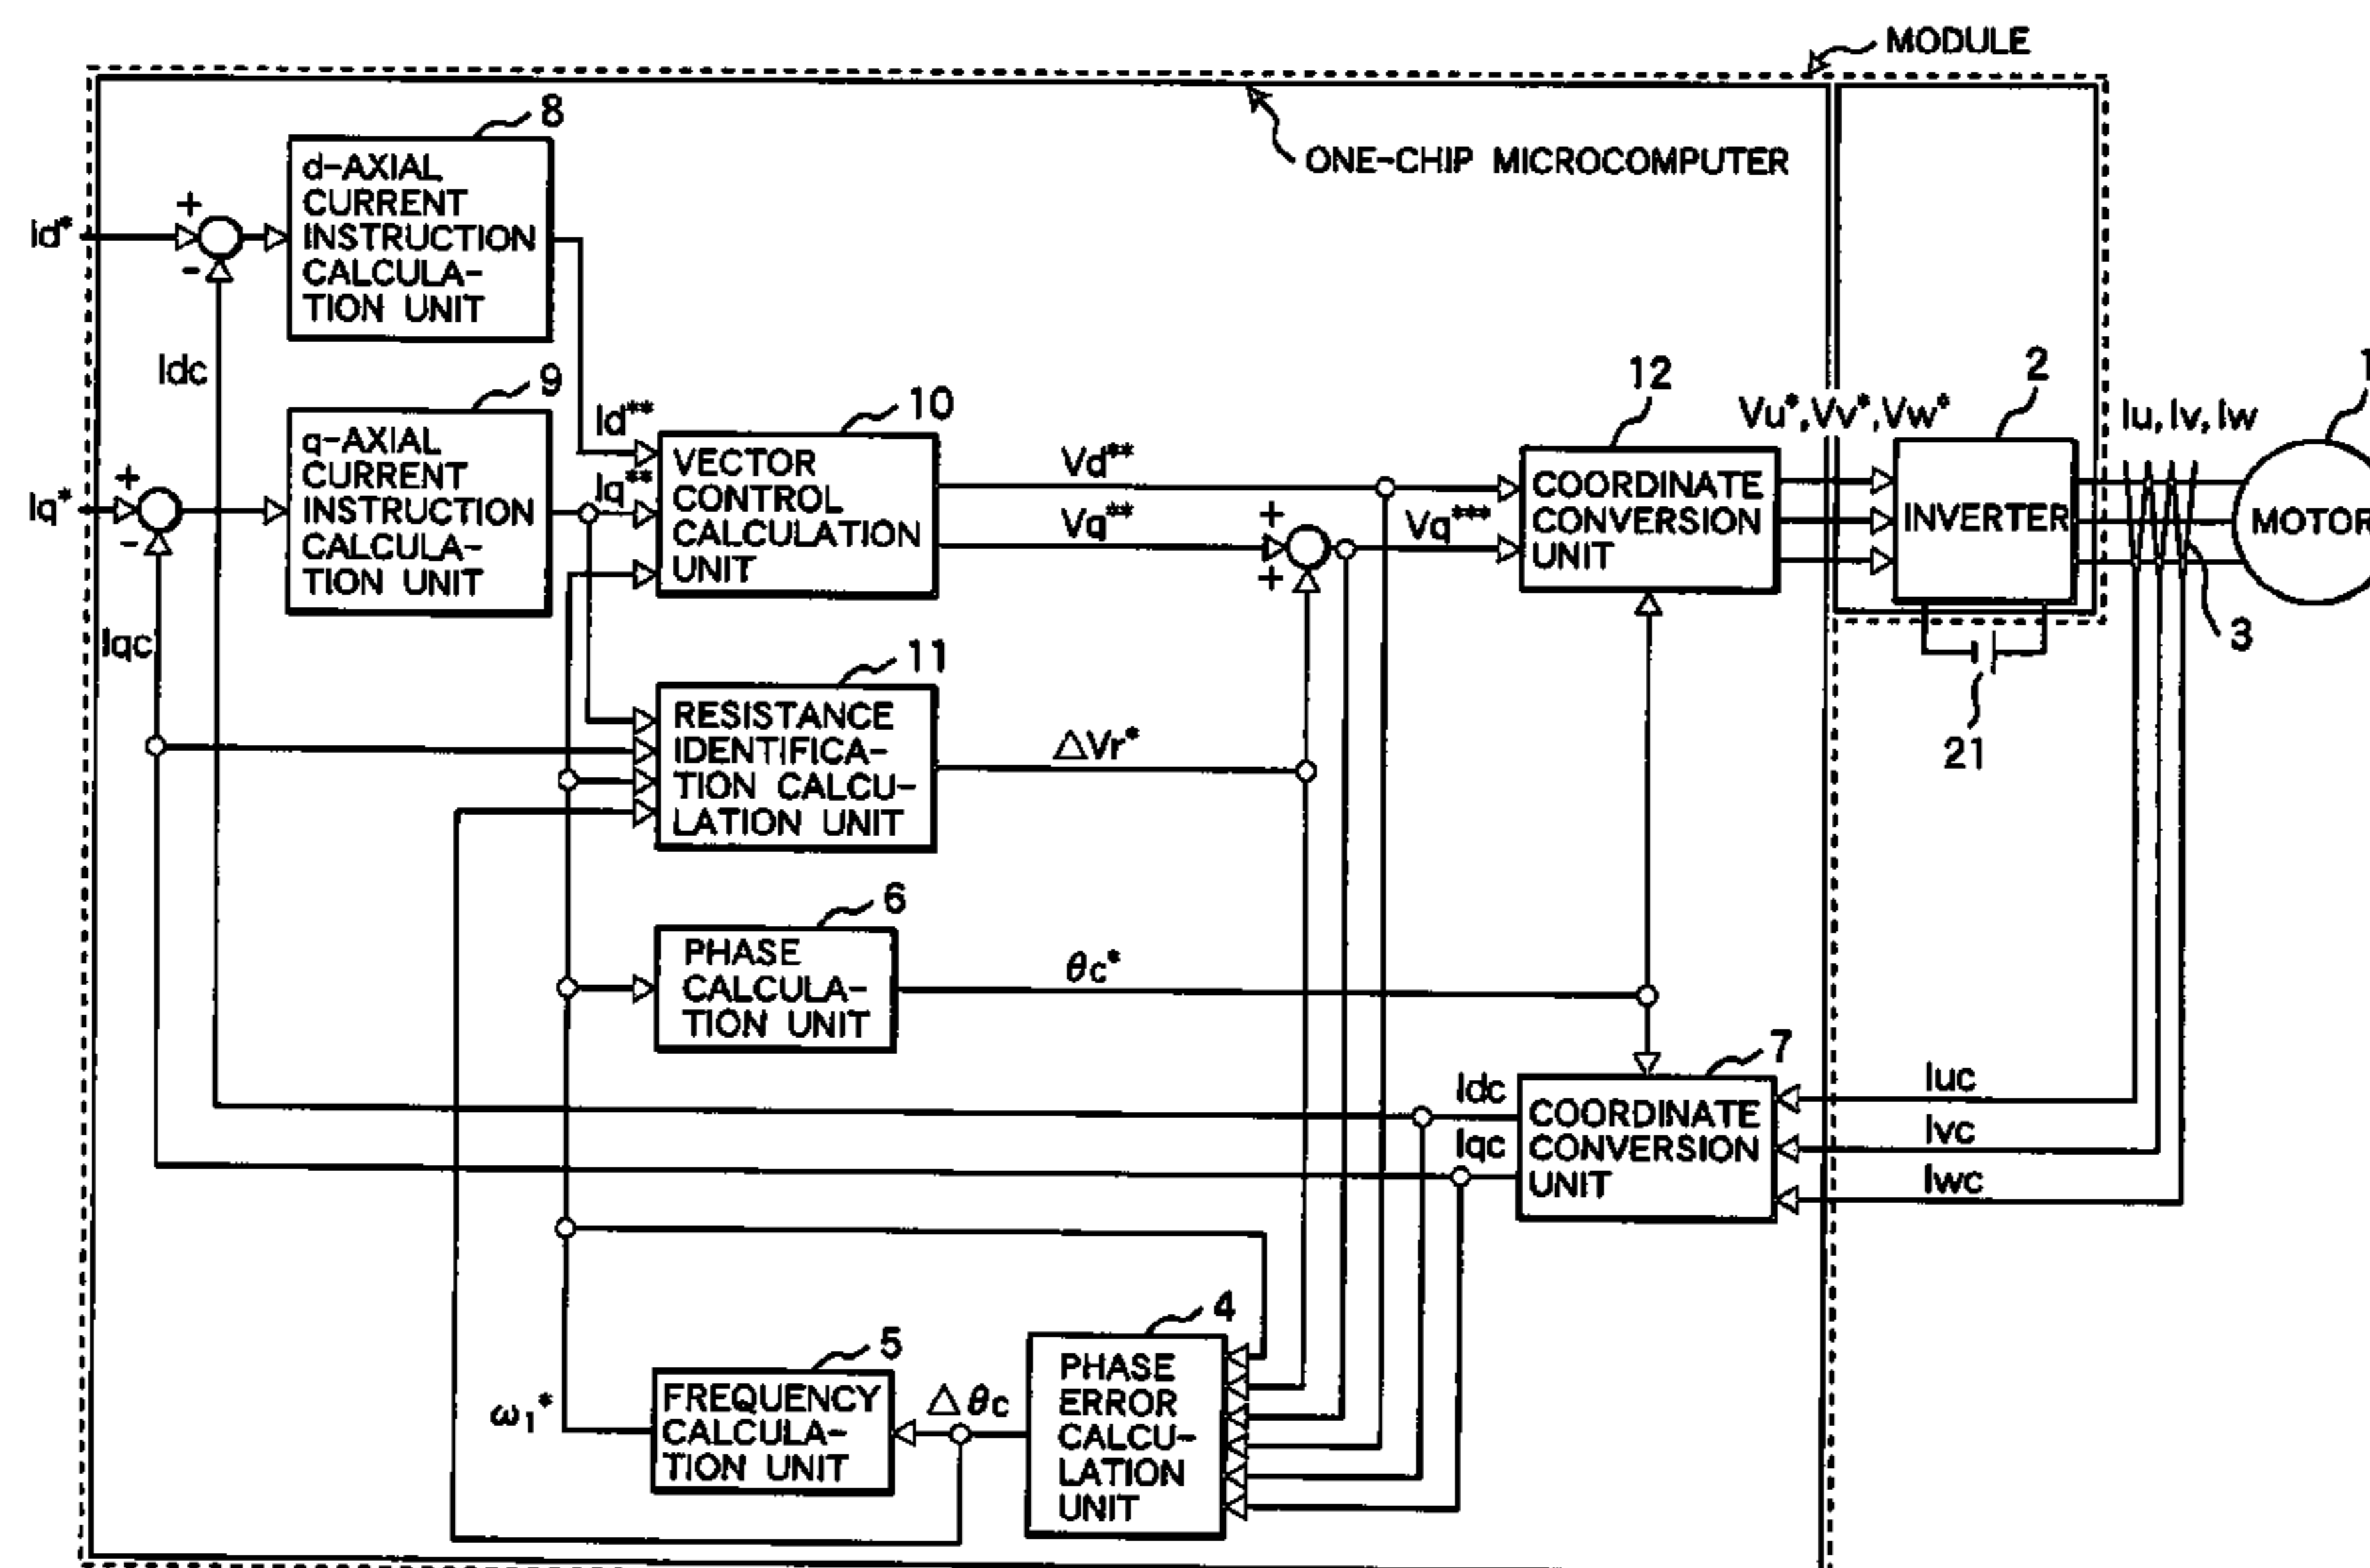 MODULE
ONE-CHIP MICROCOMPUTER
8
d-AXIAL
CURRENT
INSTRUCTION
CALCULA-
TION UNIT
+
Id*
-
Idc
9
q-AXIAL
CURRENT
INSTRUCTION
CALCULA-
TION UNIT
+
Iq*
-
Iqc
Id**
Iq**
10
VECTOR
CONTROL
CALCULATION
UNIT
Vd**
Vq**
+
+
Vq***
12
COORDINATE
CONVERSION
UNIT
Vu*,Vv*,Vw*
2
INVERTER
Iu, Iv, Iw
1
MOTOR
3
21
11
RESISTANCE
IDENTIFICA-
TION CALCU-
LATION UNIT
△Vr*
6
PHASE
CALCULA-
TION UNIT
θc*
7
COORDINATE
CONVERSION
UNIT
Idc
Iqc
Iuc
Ivc
Iwc
4
PHASE
ERROR
CALCU-
LATION
UNIT
△θc
5
FREQUENCY
CALCULA-
TION UNIT
ω₁*